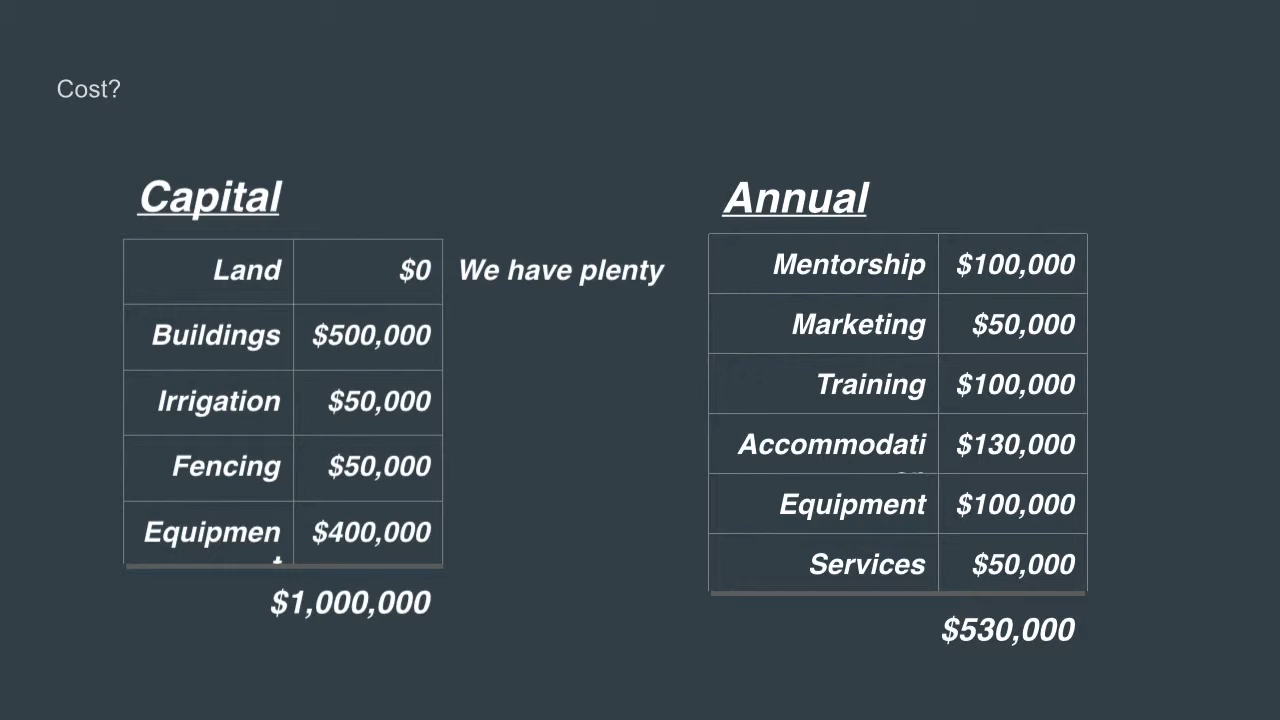 Cost?
Capital
Land $0 We have plenty
Buildings $500,000
Irrigation $50,000
Fencing $50,000
Equipmen $400,000
t
$1,000,000
Annual
Mentorship $100,000
Marketing $50,000
Training $100,000
Accommodati $130,000
on
Equipment $100,000
Services $50,000
$530,000